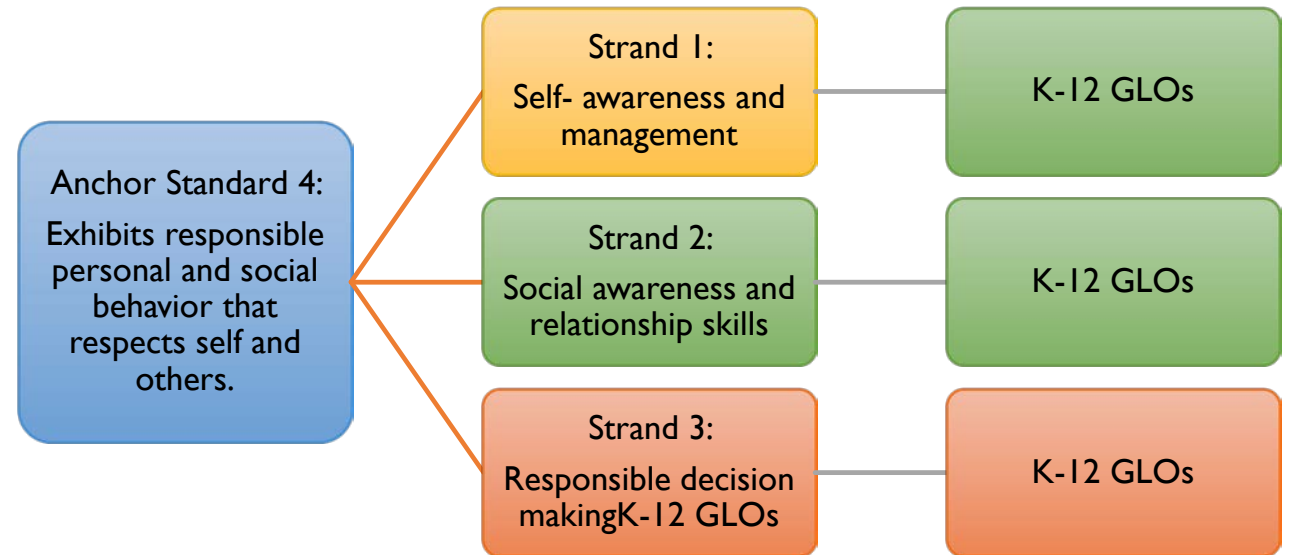 Anchor Standard 4:
Exhibits responsible
personal and social
behavior that
respects self and
others.
Strand 1:
Self- awareness and
management
K-12 GLOs
Strand 2:
Social awareness and
relationship skills
K-12 GLOs
Strand 3:
Responsible decision
makingK-12 GLOs
K-12 GLOs